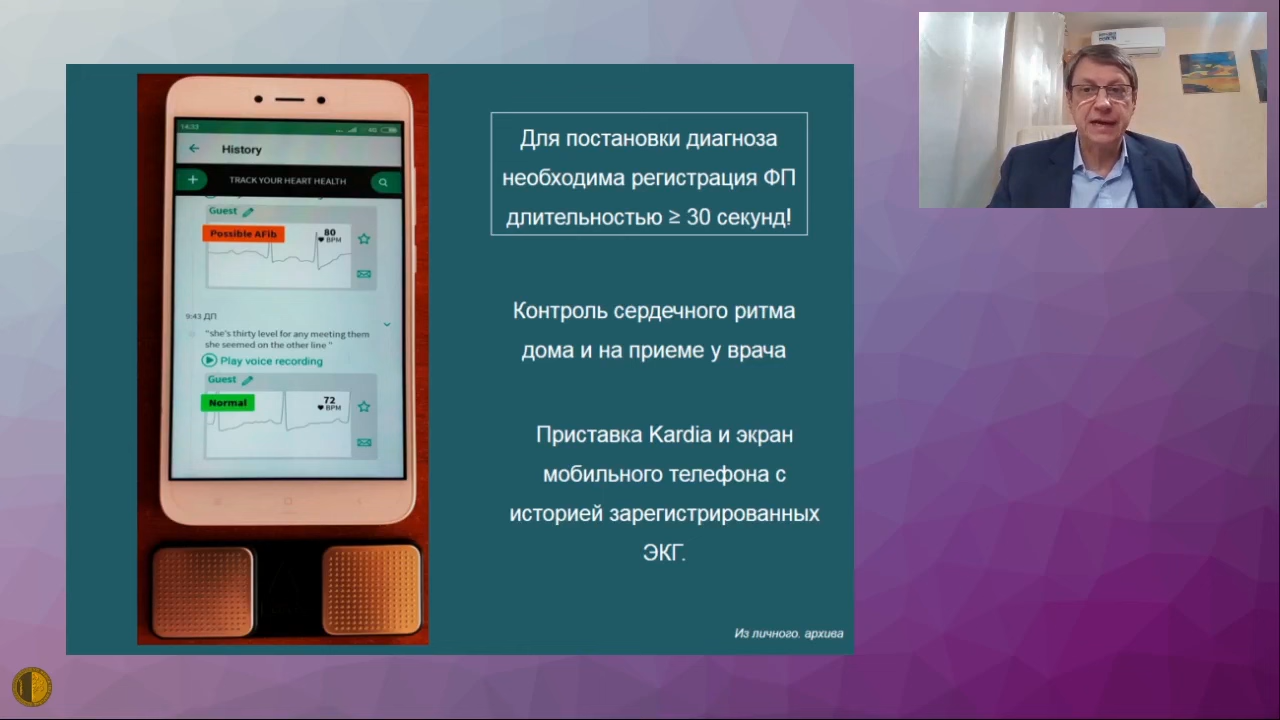 14:33
History
TRACK YOUR HEART HEALTH
Guest
Possible AFib
80
BPM
9:43 ДП
"she's thirty level for any meeting them
she seemed on the other line "
Play voice recording
Guest
Normal
72
BPM
Для постановки диагноза
необходима регистрация ФП
длительностью ≥ 30 секунд!
Контроль сердечного ритма
дома и на приеме у врача
Приставка Kardia и экран
мобильного телефона с
историей зарегистрированных
ЭКГ.
Из личного. архива